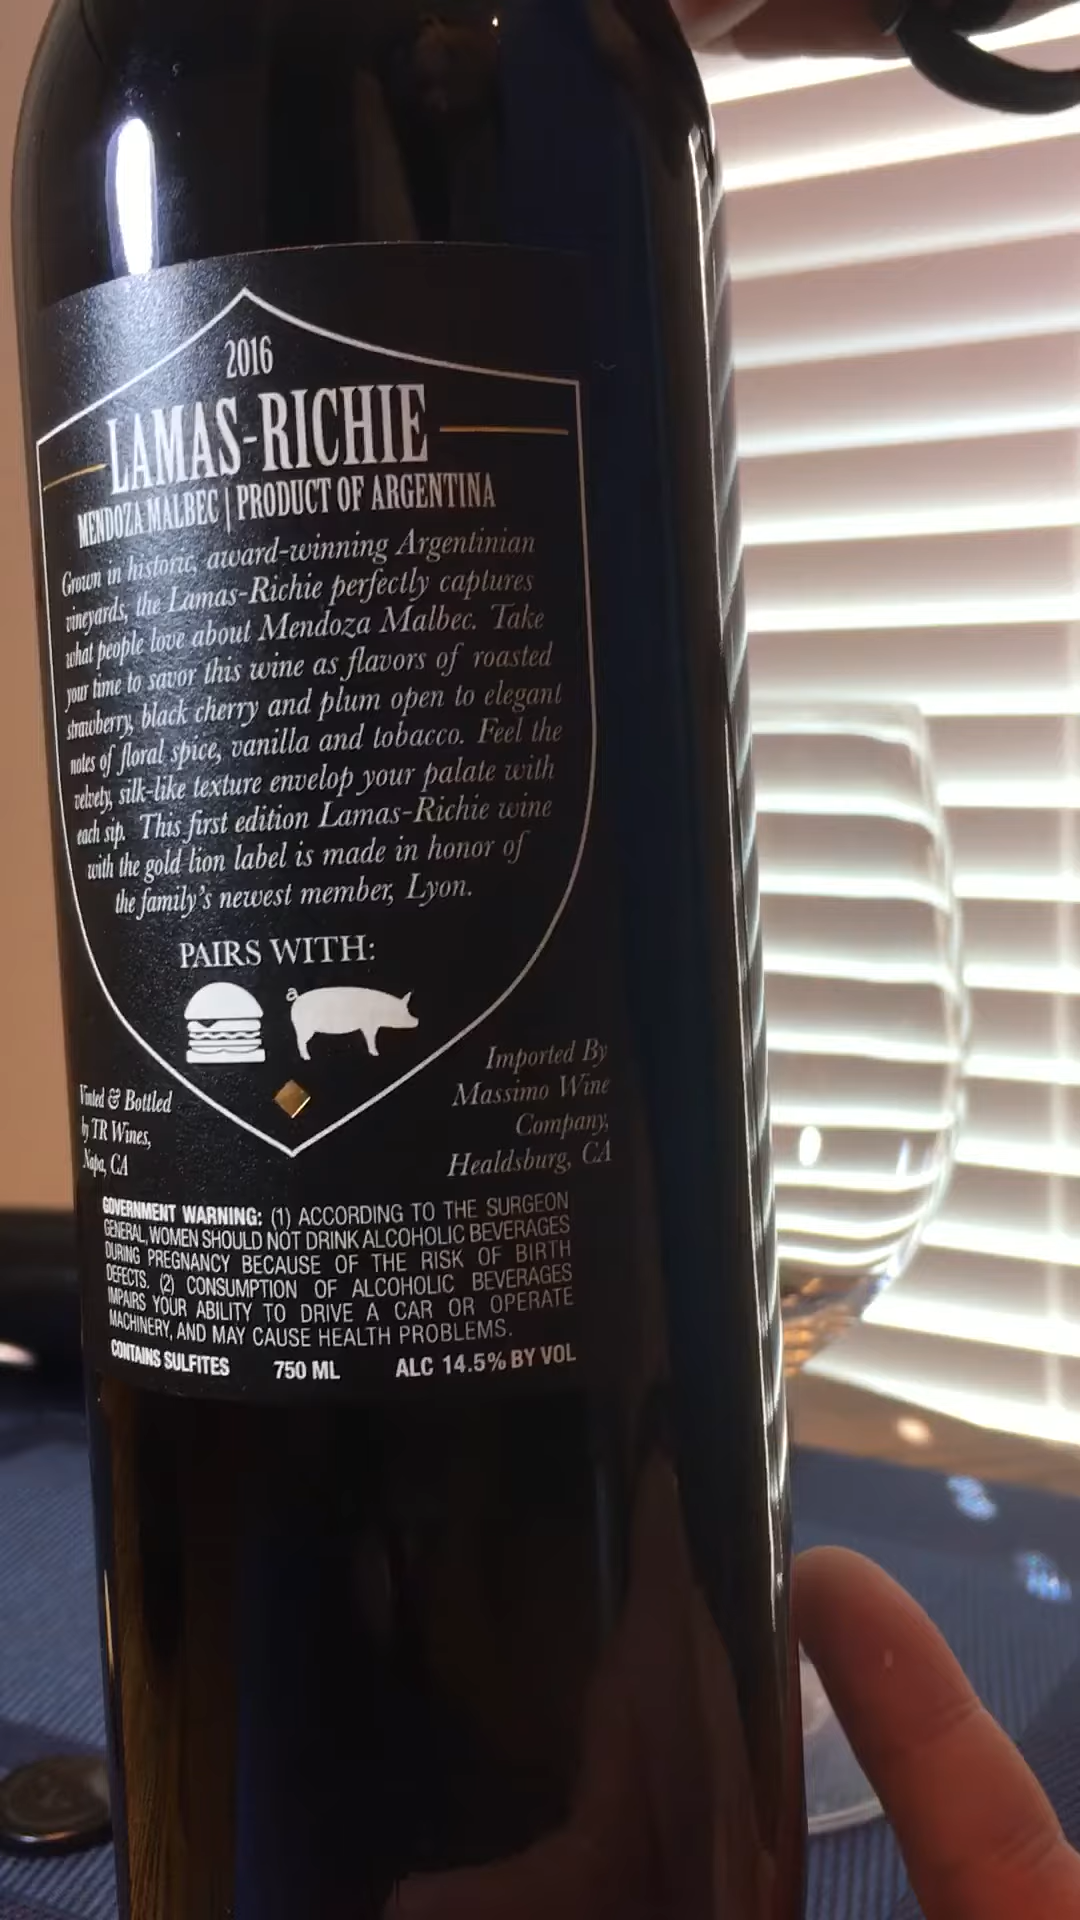 2016
LAMAS-RICHIE
MENDOZA MALBEC | PRODUCT OF ARGENTINA
Grown in historic, award-winning Argentinian
vineyards, the Lamas-Richie perfectly captures
what people love about Mendoza Malbec. Take
your time to savor this wine as flavors of roasted
strawberry, black cherry and plum open to elegant
notes of floral spice, vanilla and tobacco. Feel the
velvety, silk-like texture envelop your palate with
each sip. This first edition Lamas-Richie wine
with the gold lion label is made in honor of
the family's newest member, Lyon.
PAIRS WITH:
Vinted & Bottled
by TR Wines,
Napa, CA
Imported By
Massimo Wine
Company,
Healdsburg, CA
GOVERNMENT WARNING: (1) ACCORDING TO THE SURGEON
GENERAL, WOMEN SHOULD NOT DRINK ALCOHOLIC BEVERAGES
DURING PREGNANCY BECAUSE OF THE RISK OF BIRTH
DEFECTS. (2) CONSUMPTION OF ALCOHOLIC BEVERAGES
IMPAIRS YOUR ABILITY TO DRIVE A CAR OR OPERATE
MACHINERY, AND MAY CAUSE HEALTH PROBLEMS.
CONTAINS SULFITES 750 ML ALC 14.5% BY VOL